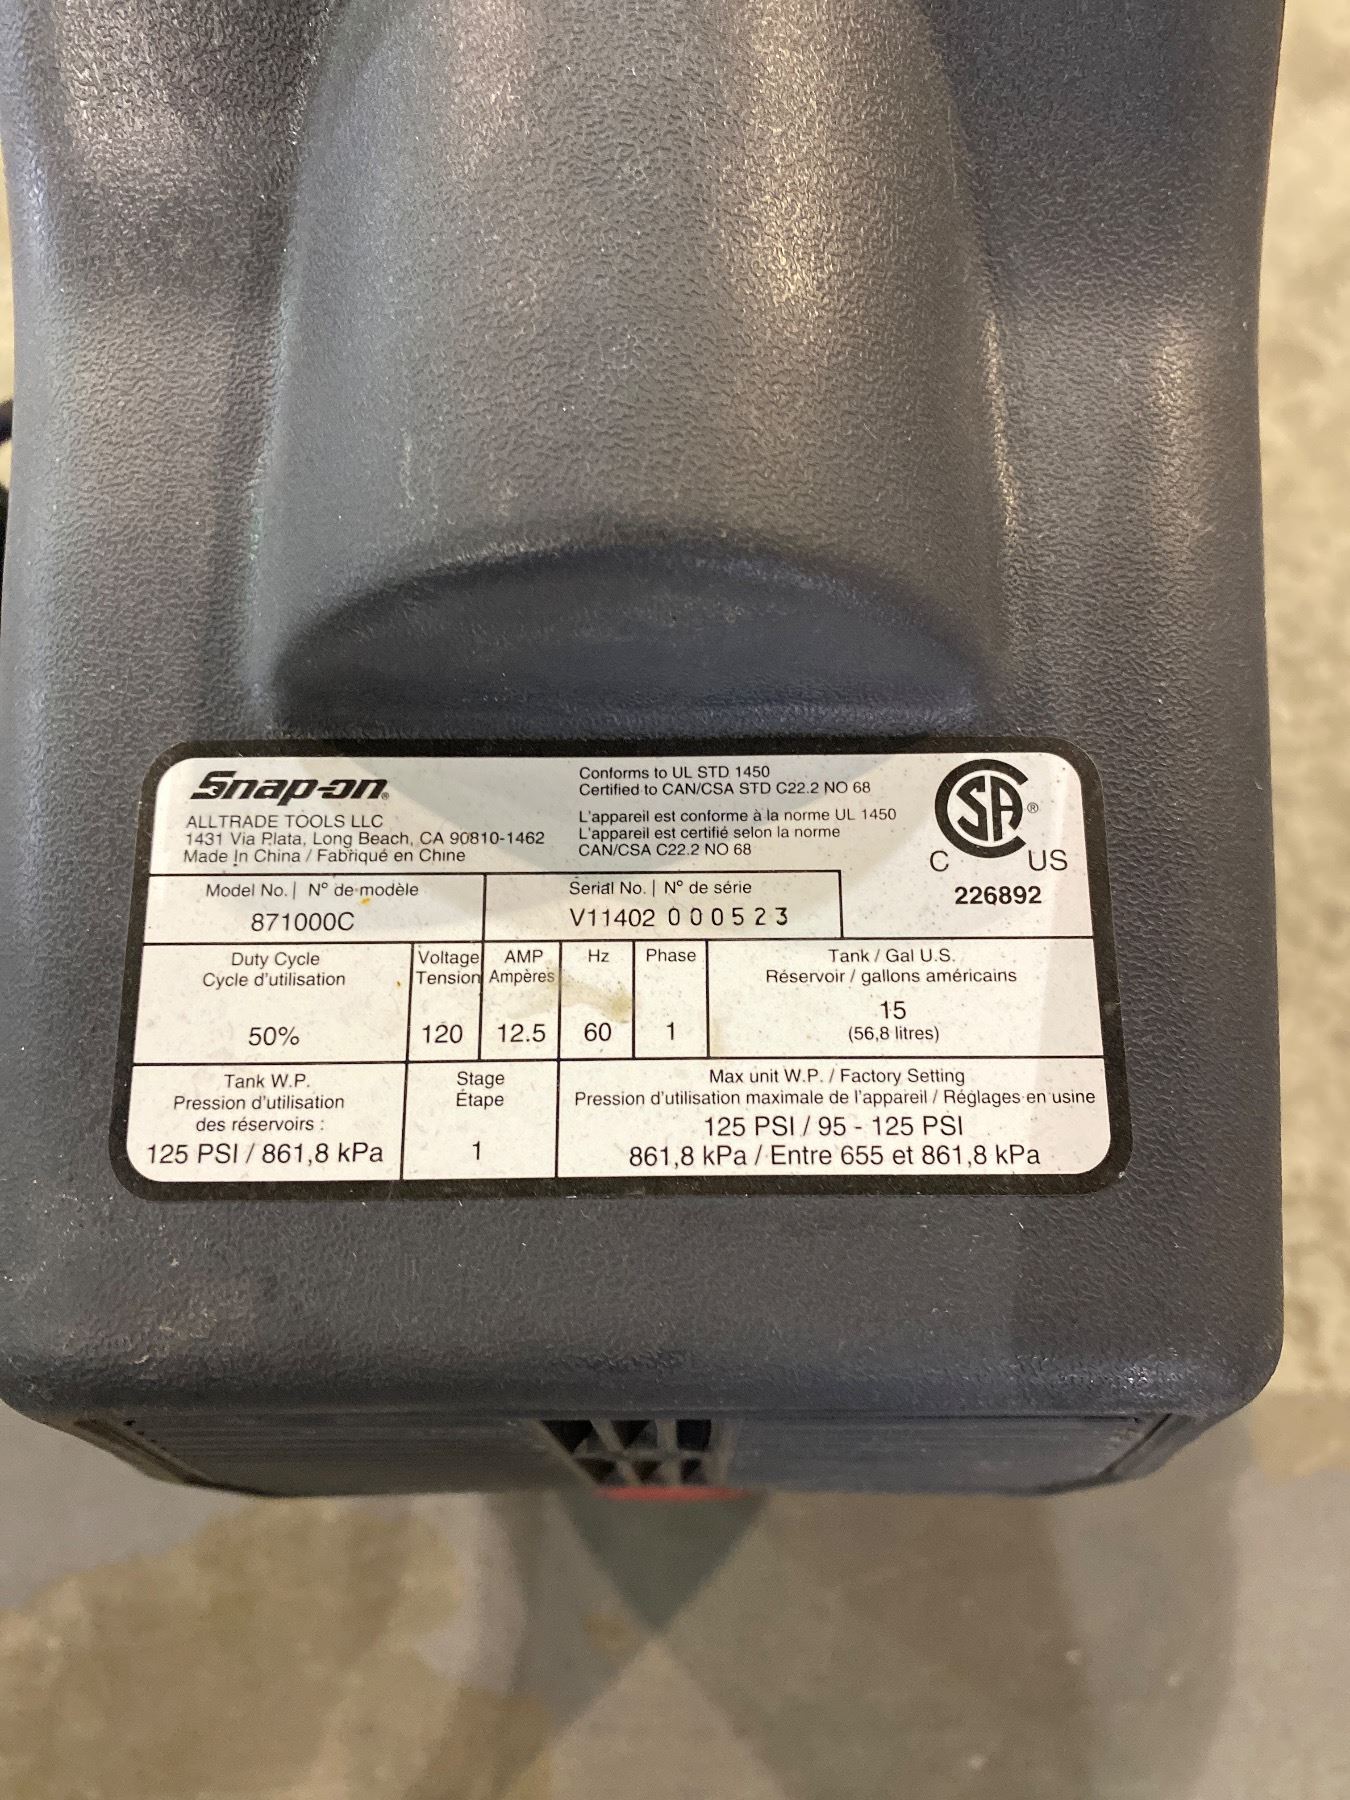 Snap-on®
ALLTRADE TOOLS LLC
1431 Via Plata, Long Beach, CA 90810-1462
Made In China / Fabriqué en Chine
Conforms to UL STD 1450
Certified to CAN/CSA STD C22.2 NO 68
L'appareil est conforme à la norme UL 1450
L'appareil est certifié selon la norme
CAN/CSA C22.2 NO 68
CSA®
C US
226892
Model No. | N° de modèle
871000C
Serial No. | N° de série
V11402 000523
Duty Cycle
Cycle d'utilisation
50%
Voltage
Tension
120
AMP
Ampères
12.5
Hz
60
Phase
1
Tank / Gal U.S.
Réservoir / gallons américains
15
(56,8 litres)
Tank W.P.
Pression d'utilisation
des réservoirs :
125 PSI / 861,8 kPa
Stage
Étape
1
Max unit W.P. / Factory Setting
Pression d'utilisation maximale de l'appareil / Réglages en usine
125 PSI / 95 - 125 PSI
861,8 kPa / Entre 655 et 861,8 kPa